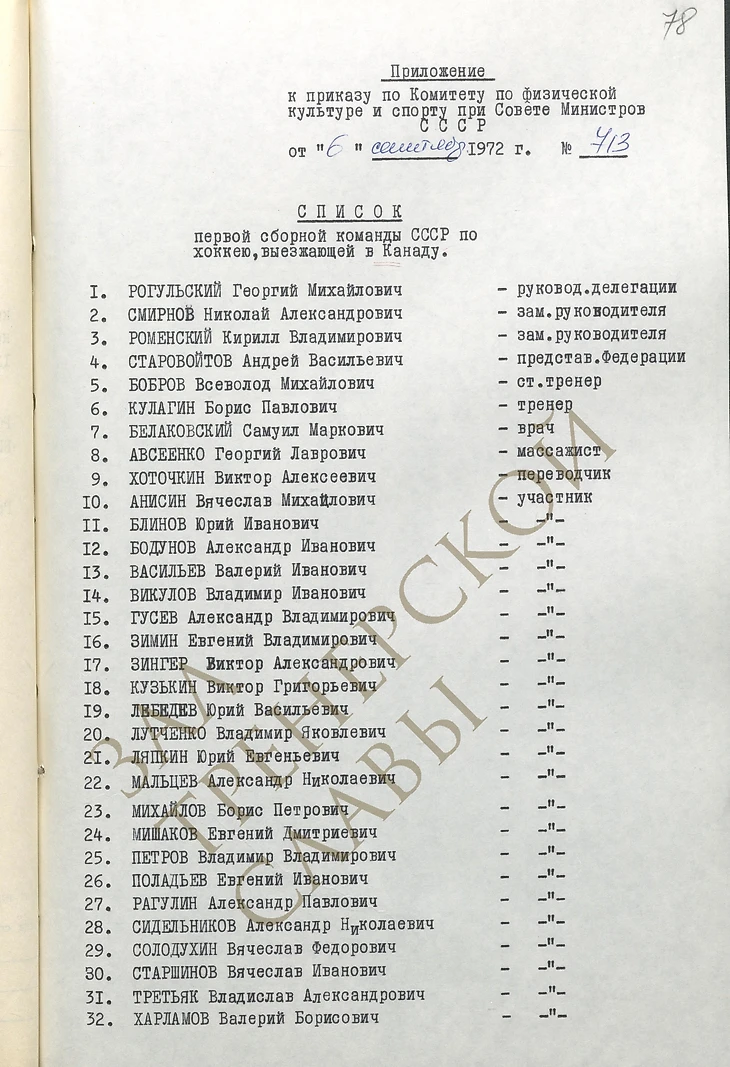 78
Приложение
к приказу по Комитету по физической
культуре и спорту при Совете Министров
С С С Р
от "6" сентября 1972 г. № 713
С П И С О К
первой сборной команды СССР по
хоккею,выезжающей в Канаду.
I. РОГУЛЬСКИЙ Георгий Михайлович - руковод.делегации
2. СМИРНОВ Николай Александрович - зам.руководителя
3. РОМЕНСКИЙ Кирилл Владимирович - зам.руководителя
4. СТАРОВОЙТОВ Андрей Васильевич - представ.Федерации
5. БОБРОВ Всеволод Михайлович - ст.тренер
6. КУЛАГИН Борис Павлович - тренер
7. БЕЛАКОВСКИЙ Самуил Маркович - врач
8. АВСЕЕНКО Георгий Лаврович - массажист
9. ХОТОЧКИН Виктор Алексеевич - переводчик
IO. АНИСИН Вячеслав Михайлович - участник
II. БЛИНОВ Юрий Иванович - -"-
I2. БОДУНОВ Александр Иванович - -"-
I3. ВАСИЛЬЕВ Валерий Иванович - -"-
I4. ВИКУЛОВ Владимир Иванович - -"-
I5. ГУСЕВ Александр Владимирович - -"-
I6. ЗИМИН Евгений Владимирович - -"-
I7. ЗИНГЕР Виктор Александрович - -"-
I8. КУЗЬКИН Виктор Григорьевич - -"-
I9. ЛЕБЕДЕВ Юрий Васильевич - -"-
20. ЛУТЧЕНКО Владимир Яковлевич - -"-
2I. ЛЯПКИН Юрий Евгеньевич - -"-
22. МАЛЬЦЕВ Александр Николаевич - -"-
23. МИХАЙЛОВ Борис Петрович - -"-
24. МИШАКОВ Евгений Дмитриевич - -"-
25. ПЕТРОВ Владимир Владимирович - -"-
26. ПОЛАДЬЕВ Евгений Иванович - -"-
27. РАГУЛИН Александр Павлович - -"-
28. СИДЕЛЬНИКОВ Александр Николаевич - -"-
29. СОЛОДУХИН Вячеслав Федорович - -"-
30. СТАРШИНОВ Вячеслав Иванович - -"-
3I. ТРЕТЬЯК Владислав Александрович - -"-
32. ХАРЛАМОВ Валерий Борисович - -"-
ЗАЛ
ТРЕНЕРСКОЙ
СЛАВЫ